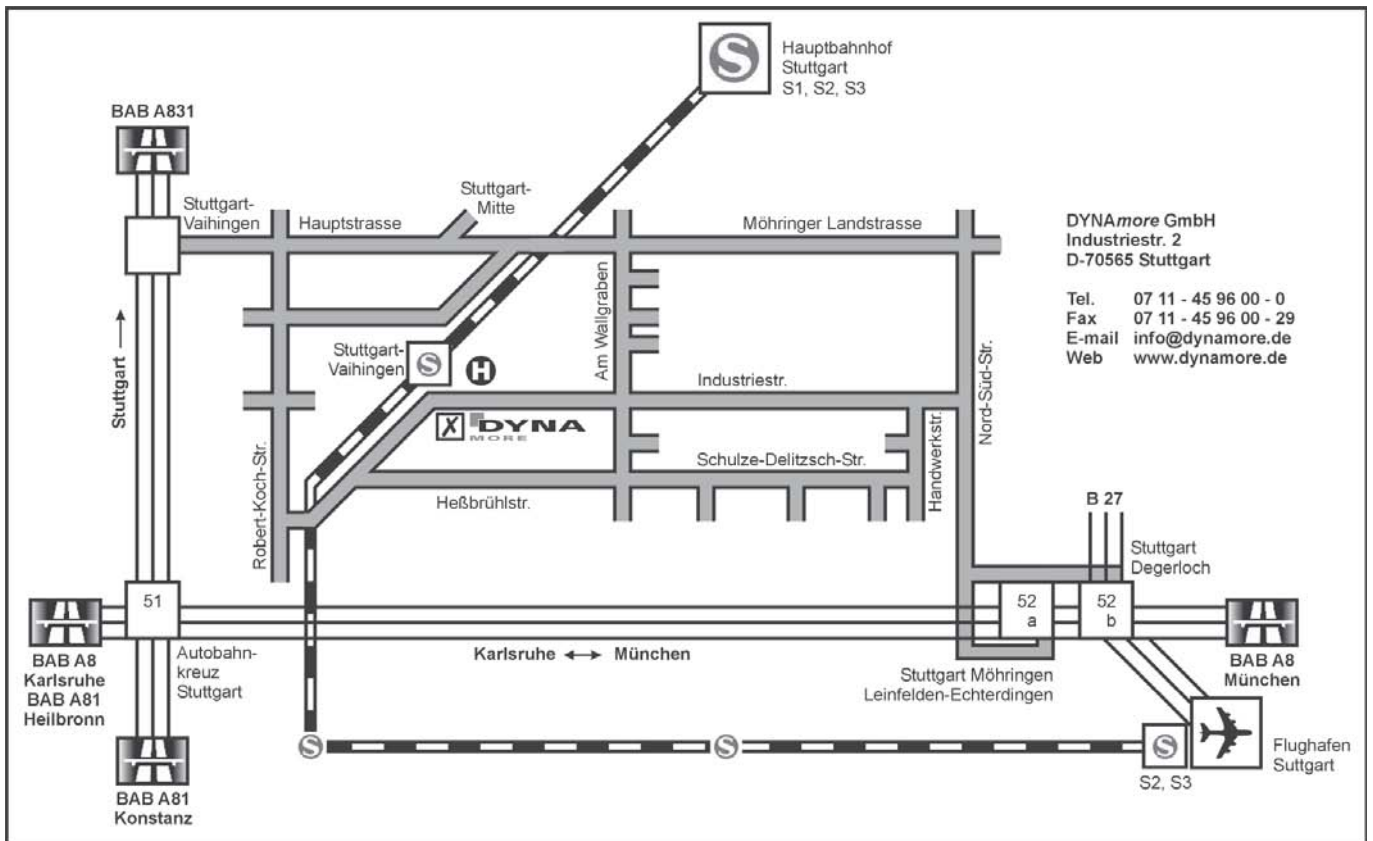 Hauptbahnhof
Stuttgart
S1, S2, S3
S
BAB A831
Stuttgart-
Vaihingen
Hauptstrasse
Stuttgart-
Mitte
Möhringer Landstrasse
DYNAmore GmbH
Industriestr. 2
D-70565 Stuttgart
Tel. 07 11 - 45 96 00 - 0
Fax 07 11 - 45 96 00 - 29
E-mail info@dynamore.de
Web www.dynamore.de
Stuttgart
Stuttgart-
Vaihingen
S
H
Am Wallgraben
Industriestr.
Nord-Süd-Str.
X DYNA
MORE
Robert-Koch-Str.
Schulze-Delitzsch-Str.
Handwerkstr.
Heßbrühlstr.
B 27
Stuttgart
Degerloch
51
52
a
52
b
BAB A8
Karlsruhe
BAB A81
Heilbronn
Autobahn-
kreuz
Stuttgart
Karlsruhe München
Stuttgart Möhringen
Leinfelden-Echterdingen
BAB A8
München
S
S
S
S2, S3
Flughafen
Suttgart
BAB A81
Konstanz